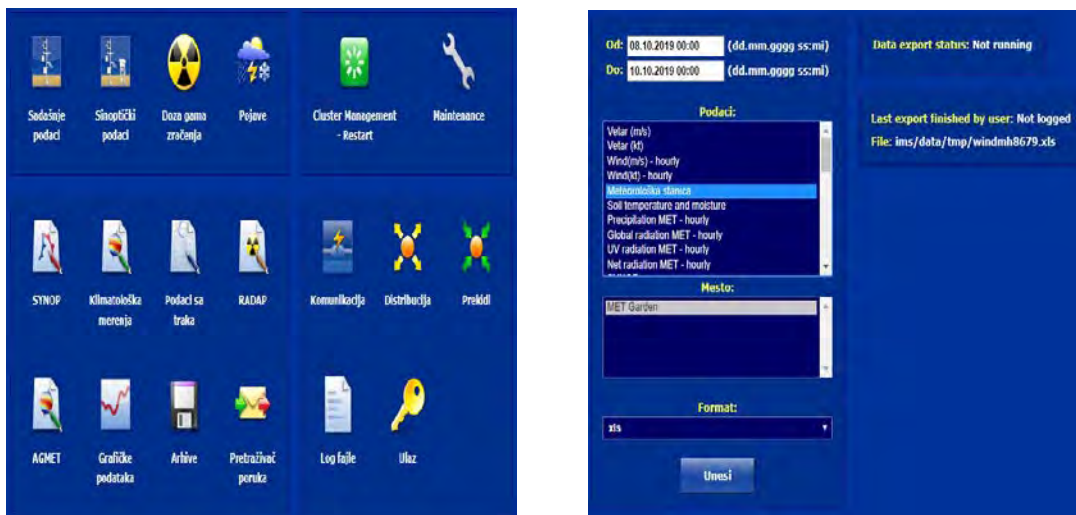 Sadašnje podaci
Sinoptički podaci
Doza gama zračenja
Pojave
Cluster Management - Restart
Maintenance
SYNOP
Klimatološka merenja
Podaci sa traka
RADAP
Komunikacija
Distribucija
Prekidi
AGMET
Grafičke podataka
Arhive
Pretraživač poruka
Log fajle
Ulaz
Od: 08.10.2019 00:00 (dd.mm.gggg ss:mi)
Do: 10.10.2019 00:00 (dd.mm.gggg ss:mi)
Podaci:
Vetar (m/s)
Vetar (kt)
Wind(m/s) - hourly
Wind(kt) - hourly
Meteorološka stanica
Soil temperature and moisture
Precipitation MET - hourly
Global radiation MET - hourly
UV radiation MET - hourly
Net radiation MET - hourly
Mesto:
MET Garden
Format:
xls
Unesi
Data export status: Not running
Last export finished by user: Not logged
File: ims/data/tmp/windmh8679.xls